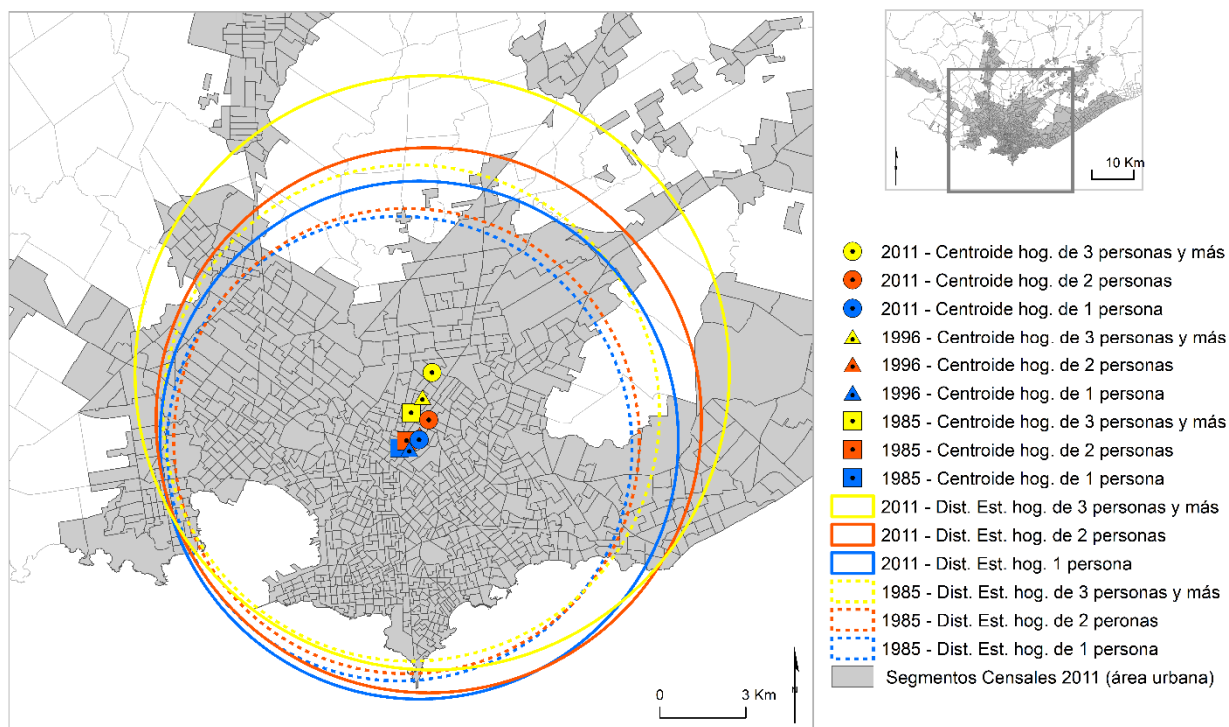 10 Km
2011 - Centroide hog. de 3 personas y más
2011 - Centroide hog. de 2 personas
2011 - Centroide hog. de 1 persona
1996 - Centroide hog. de 3 personas y más
1996 - Centroide hog. de 2 personas
1996 - Centroide hog. de 1 persona
1985 - Centroide hog. de 3 personas y más
1985 - Centroide hog. de 2 personas
1985 - Centroide hog. de 1 persona
2011 - Dist. Est. hog. de 3 personas y más
2011 - Dist. Est. hog. de 2 personas
2011 - Dist. Est. hog. 1 persona
1985 - Dist. Est. hog. de 3 personas y más
1985 - Dist. Est. hog. de 2 peronas
1985 - Dist. Est. hog. de 1 persona
Segmentos Censales 2011 (área urbana)
0 3 Km
N